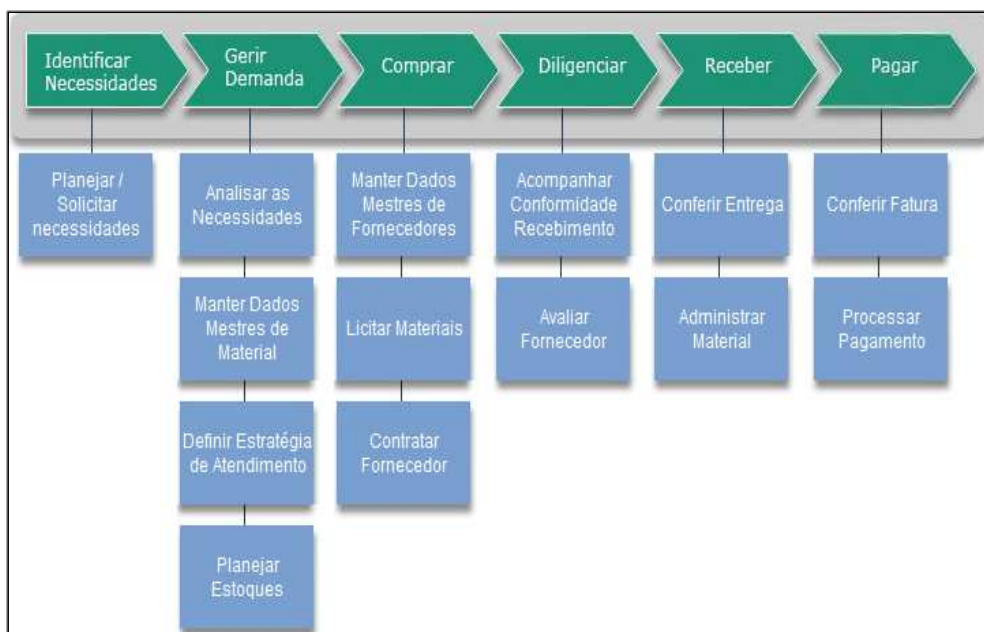 Identificar
Necessidades
Gerir
Demanda
Comprar
Diligenciar
Receber
Pagar
Planejar /
Solicitar
necessidades
Analisar as
Necessidades
Manter Dados
Mestres de
Material
Definir Estratégia
de Atendimento
Planejar
Estoques
Manter Dados
Mestres de
Fornecedores
Licitar Materiais
Contratar
Fornecedor
Acompanhar
Conformidade
Recebimento
Avaliar
Fornecedor
Conferir Entrega
Administrar
Material
Conferir Fatura
Processar
Pagamento